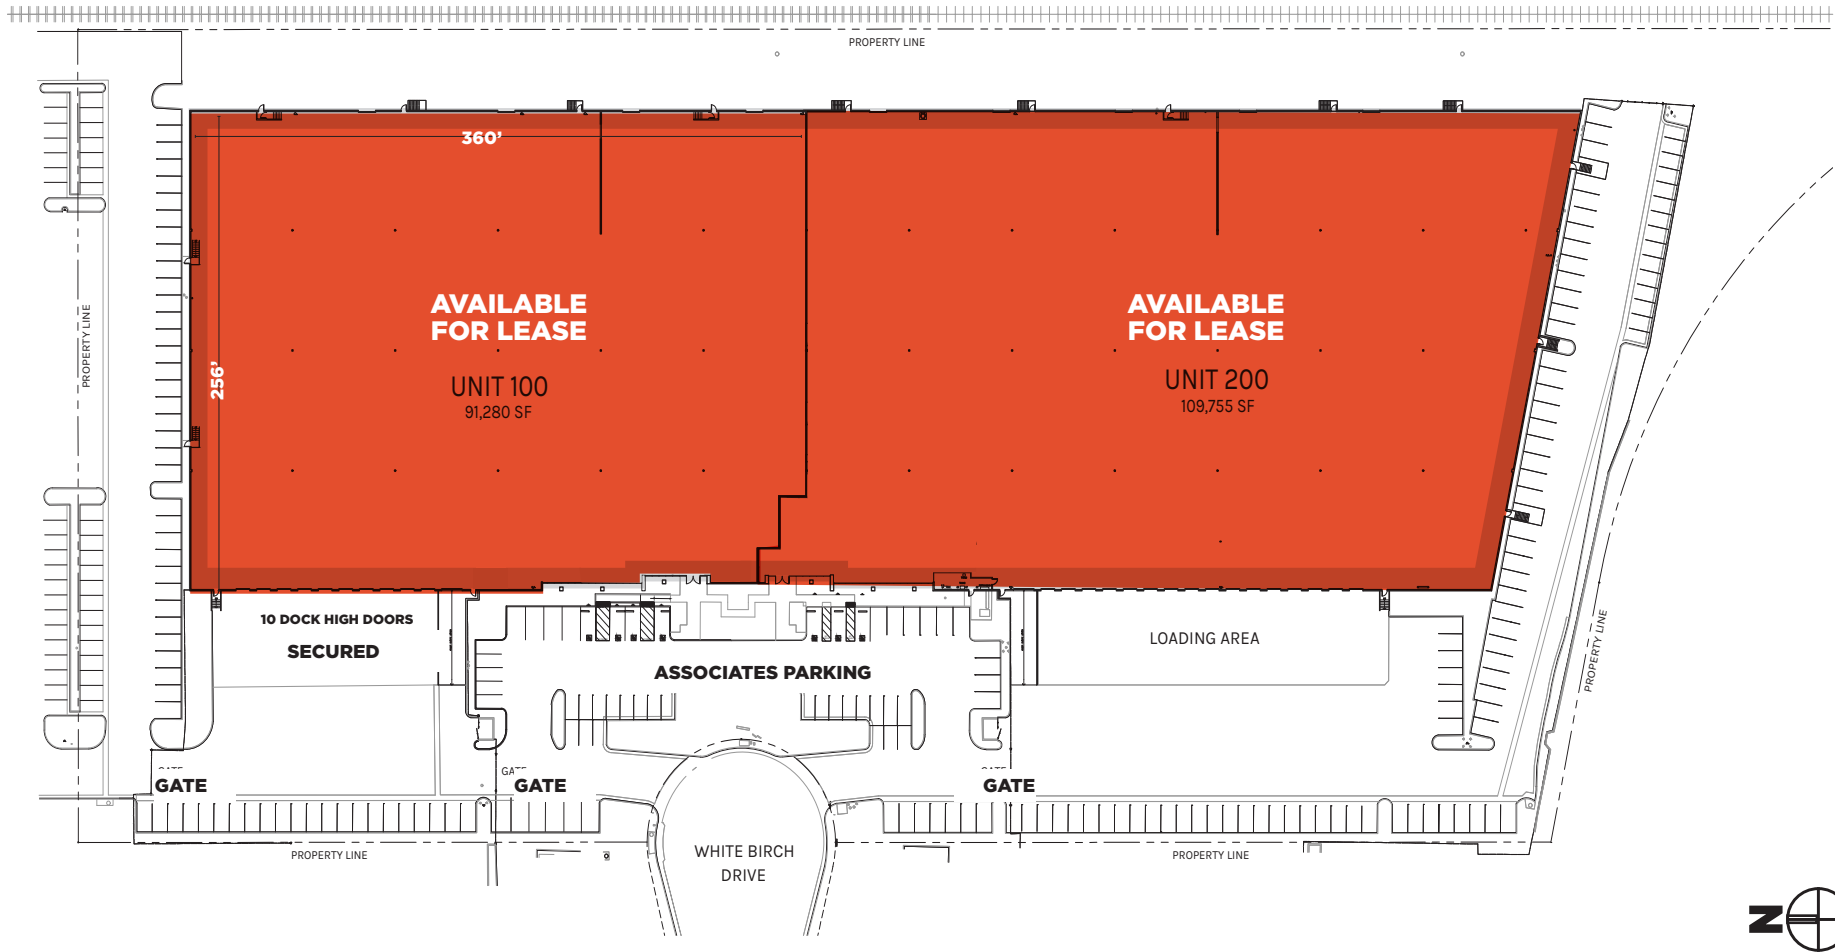 PROPERTY LINE
360’
256’
PROPERTY LINE
AVAILABLE
FOR LEASE
UNIT 100
91,280 SF
AVAILABLE
FOR LEASE
UNIT 200
109,755 SF
10 DOCK HIGH DOORS
SECURED
ASSOCIATES PARKING
LOADING AREA
PROPERTY LINE
GATE
GATE
GATE
PROPERTY LINE
WHITE BIRCH
DRIVE
PROPERTY LINE
N